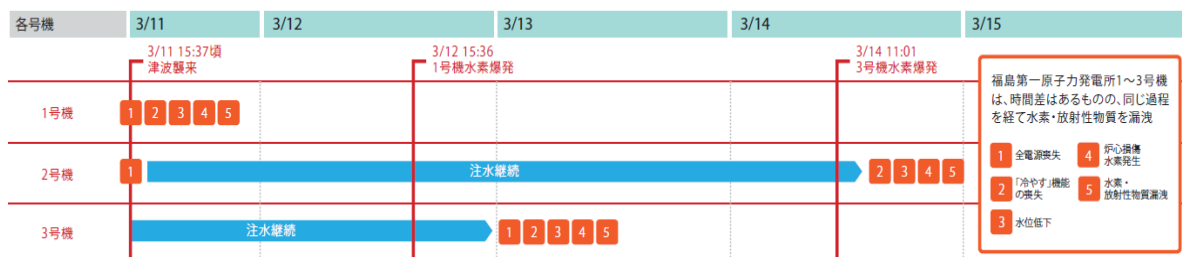 各号機 3/11 3/12 3/13 3/14 3/15
3/11 15:37頃
津波襲来
3/12 15:36
1号機水素爆発
3/14 11:01
3号機水素爆発
1号機 1 2 3 4 5
2号機 1 注水継続 2 3 4 5
3号機 注水継続 1 2 3 4 5
福島第一原子力発電所1〜3号機
は、時間差はあるものの、同じ過程
を経て水素・放射性物質を漏洩
1 全電源喪失
2 「冷やす」機能
の喪失
3 水位低下
4 炉心損傷
水素発生
5 水素・
放射性物質漏洩